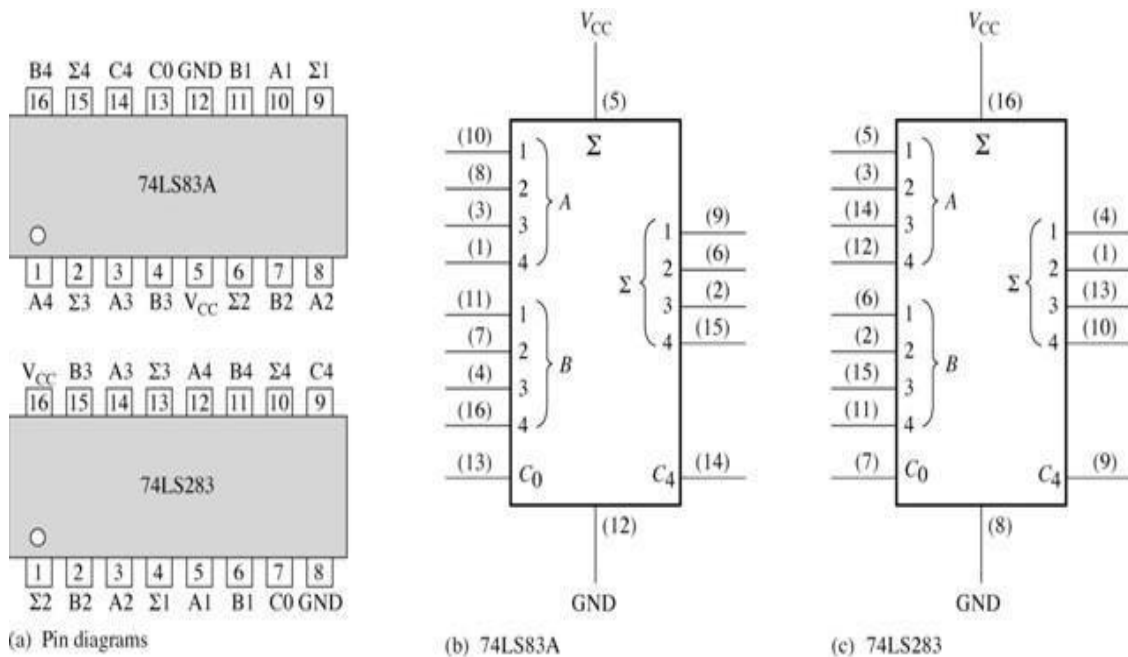 B4 Σ4 C4 C0 GND B1 A1 Σ1
16 15 14 13 12 11 10 9
74LS83A
1 2 3 4 5 6 7 8
A4 Σ3 A3 B3 VCC Σ2 B2 A2
VCC B3 A3 Σ3 A4 B4 Σ4 C4
16 15 14 13 12 11 10 9
74LS283
1 2 3 4 5 6 7 8
Σ2 B2 A2 Σ1 A1 B1 C0 GND
(a) Pin diagrams
VCC
(5)
Σ
(10) 1
(8) 2
(3) 3
(1) 4
A
(11) 1
(7) 2
(4) 3
(16) 4
B
(13) C0
Σ
1 (9)
2 (6)
3 (2)
4 (15)
C4 (14)
(12)
GND
(b) 74LS83A
VCC
(16)
Σ
(5) 1
(3) 2
(14) 3
(12) 4
A
(6) 1
(2) 2
(15) 3
(11) 4
B
(7) C0
Σ
1 (4)
2 (1)
3 (13)
4 (10)
C4 (9)
(8)
GND
(c) 74LS283